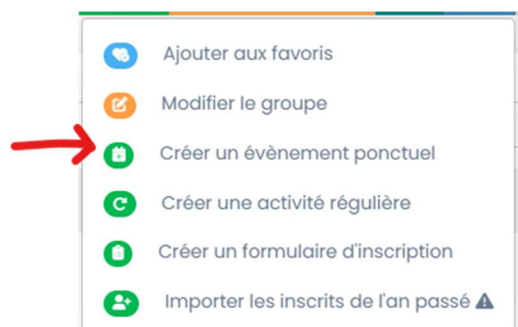 Ajouter aux favoris
Modifier le groupe
Créer un évènement ponctuel
Créer une activité régulière
Créer un formulaire d'inscription
Importer les inscrits de l'an passé